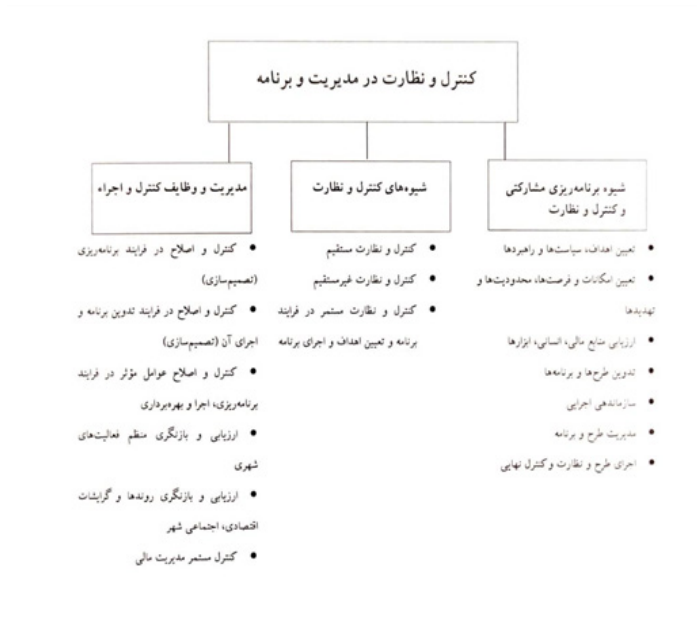 کنترل و نظارت در مدیریت و برنامه
شیوه برنامه‌ریزی مشارکتی
و کنترل و نظارت
• تعیین اهداف، سیاست‌ها و راهبردها
• تعیین امکانات و فرصت‌ها، محدودیت‌ها و
تهدیدها
• ارزیابی منابع مالی، انسانی، ابزارها
• تدوین طرح‌ها و برنامه‌ها
• سازماندهی اجرایی
• مدیریت طرح و برنامه
• اجرای طرح و نظارت و کنترل نهایی
شیوه‌های کنترل و نظارت
• کنترل و نظارت مستقیم
• کنترل و نظارت غیرمستقیم
• کنترل و نظارت مستمر در فرایند
برنامه و تعیین اهداف و اجرای برنامه
مدیریت و وظایف کنترل و اجراء
• کنترل و اصلاح در فرایند برنامه‌ریزی
(تصمیم‌سازی)
• کنترل و اصلاح در فرایند تدوین برنامه و
اجرای آن (تصمیم‌سازی)
• کنترل و اصلاح عوامل مؤثر در فرایند
برنامه‌ریزی، اجرا و بهره‌برداری
• ارزیابی و بازنگری منظم فعالیت‌های
شهری
• ارزیابی و بازنگری روندها و گرایشات
اقتصادی، اجتماعی شهر
• کنترل مستمر مدیریت مالی